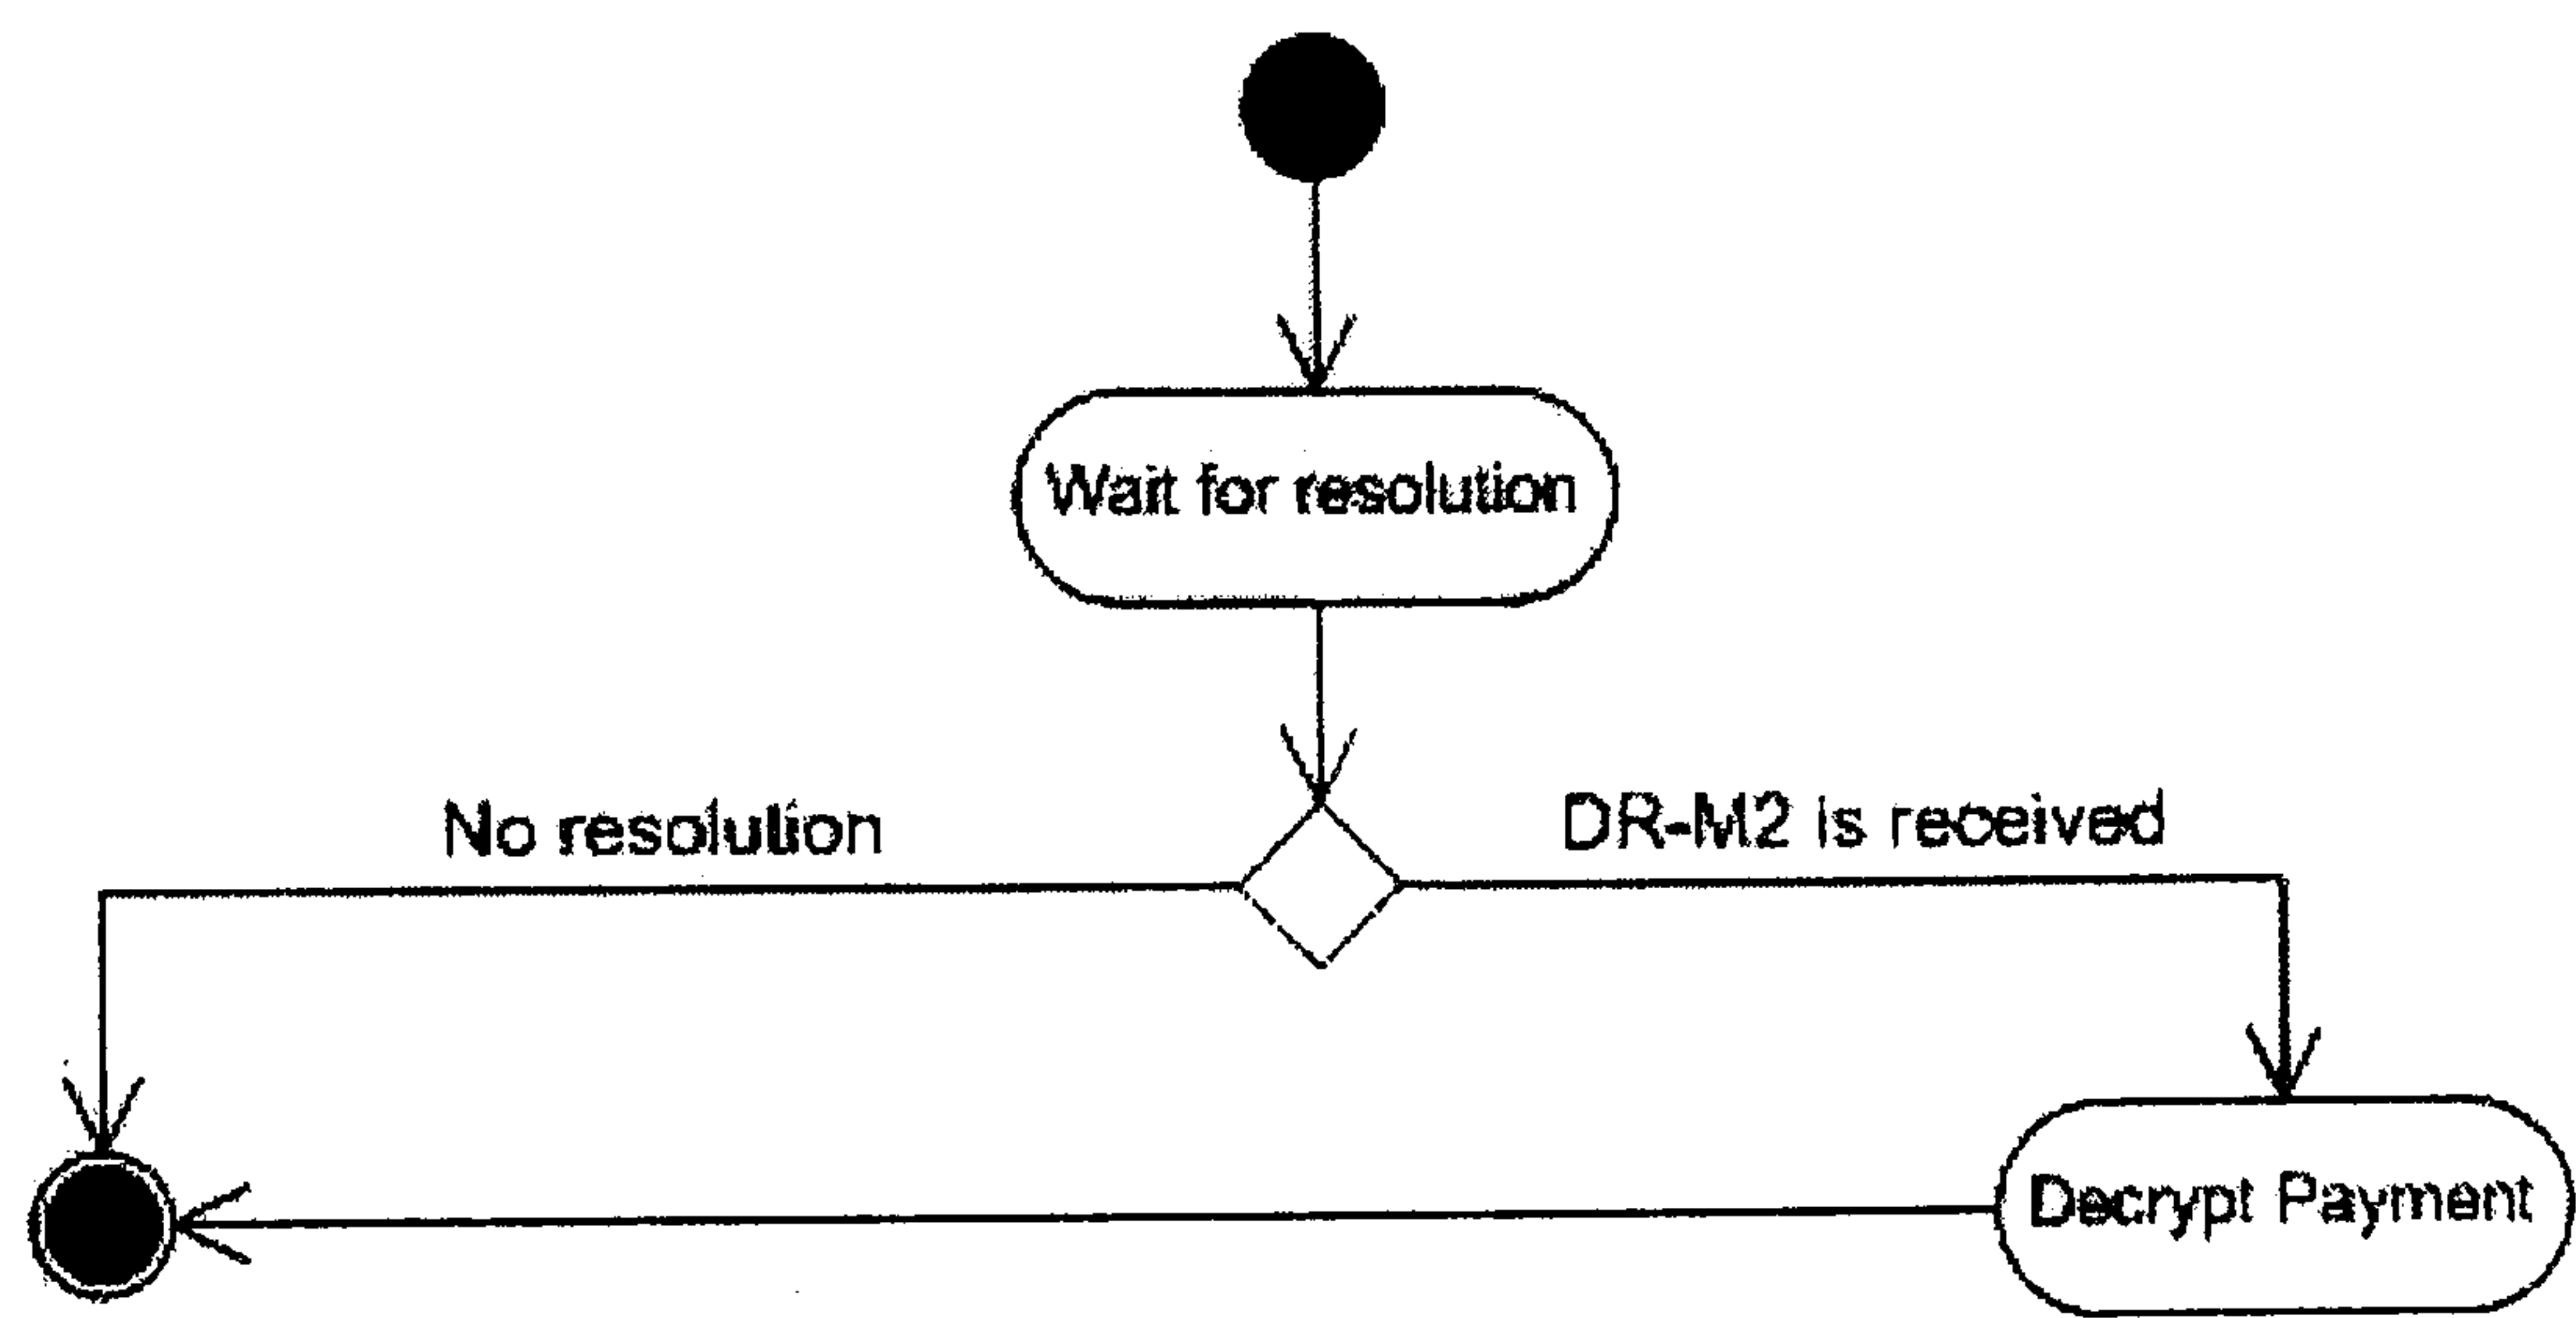 Wait for resolution
No resolution
DR-M2 is received
Decrypt Payment